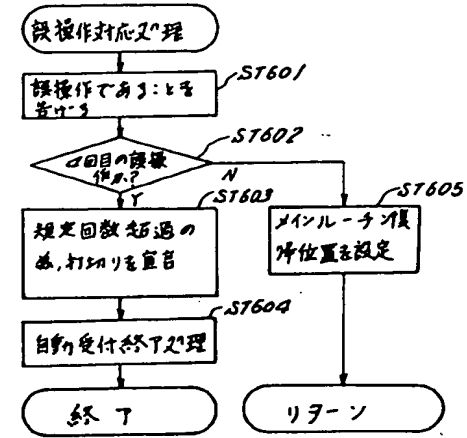 誤操作対応処理
ST601
誤操作であることを
告げる
ST602
回目の誤操
作か?
N
Y
ST603
規定回数超過の
為,打切りを宣言
ST605
メインルーチン復
帰位置を設定
ST604
自動受付終了処理
終了
リターン